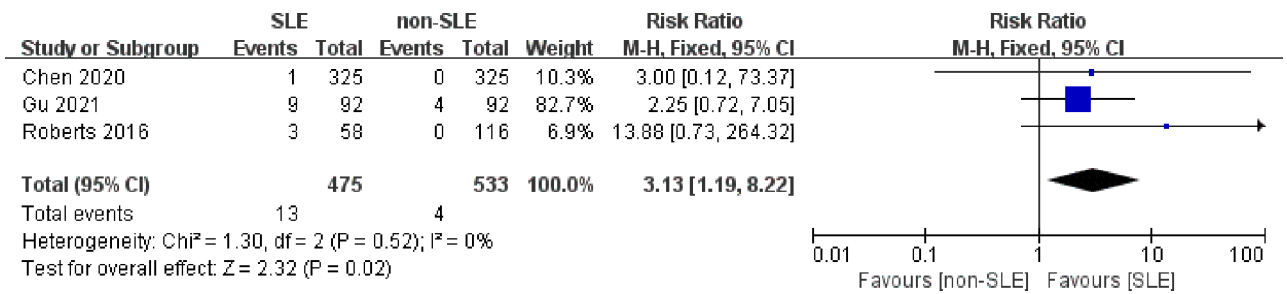 SLE non-SLE Risk Ratio Risk Ratio
Study or Subgroup Events Total Events Total Weight M-H, Fixed, 95% CI M-H, Fixed, 95% CI
Chen 2020 1 325 0 325 10.3% 3.00 [0.12, 73.37]
Gu 2021 9 92 4 92 82.7% 2.25 [0.72, 7.05]
Roberts 2016 3 58 0 116 6.9% 13.88 [0.73, 264.32]
Total (95% CI) 475 533 100.0% 3.13 [1.19, 8.22]
Total events 13 4
Heterogeneity: Chi² = 1.30, df = 2 (P = 0.52); I² = 0%
Test for overall effect: Z = 2.32 (P = 0.02)
0.01 0.1 1 10 100
Favours [non-SLE] Favours [SLE]